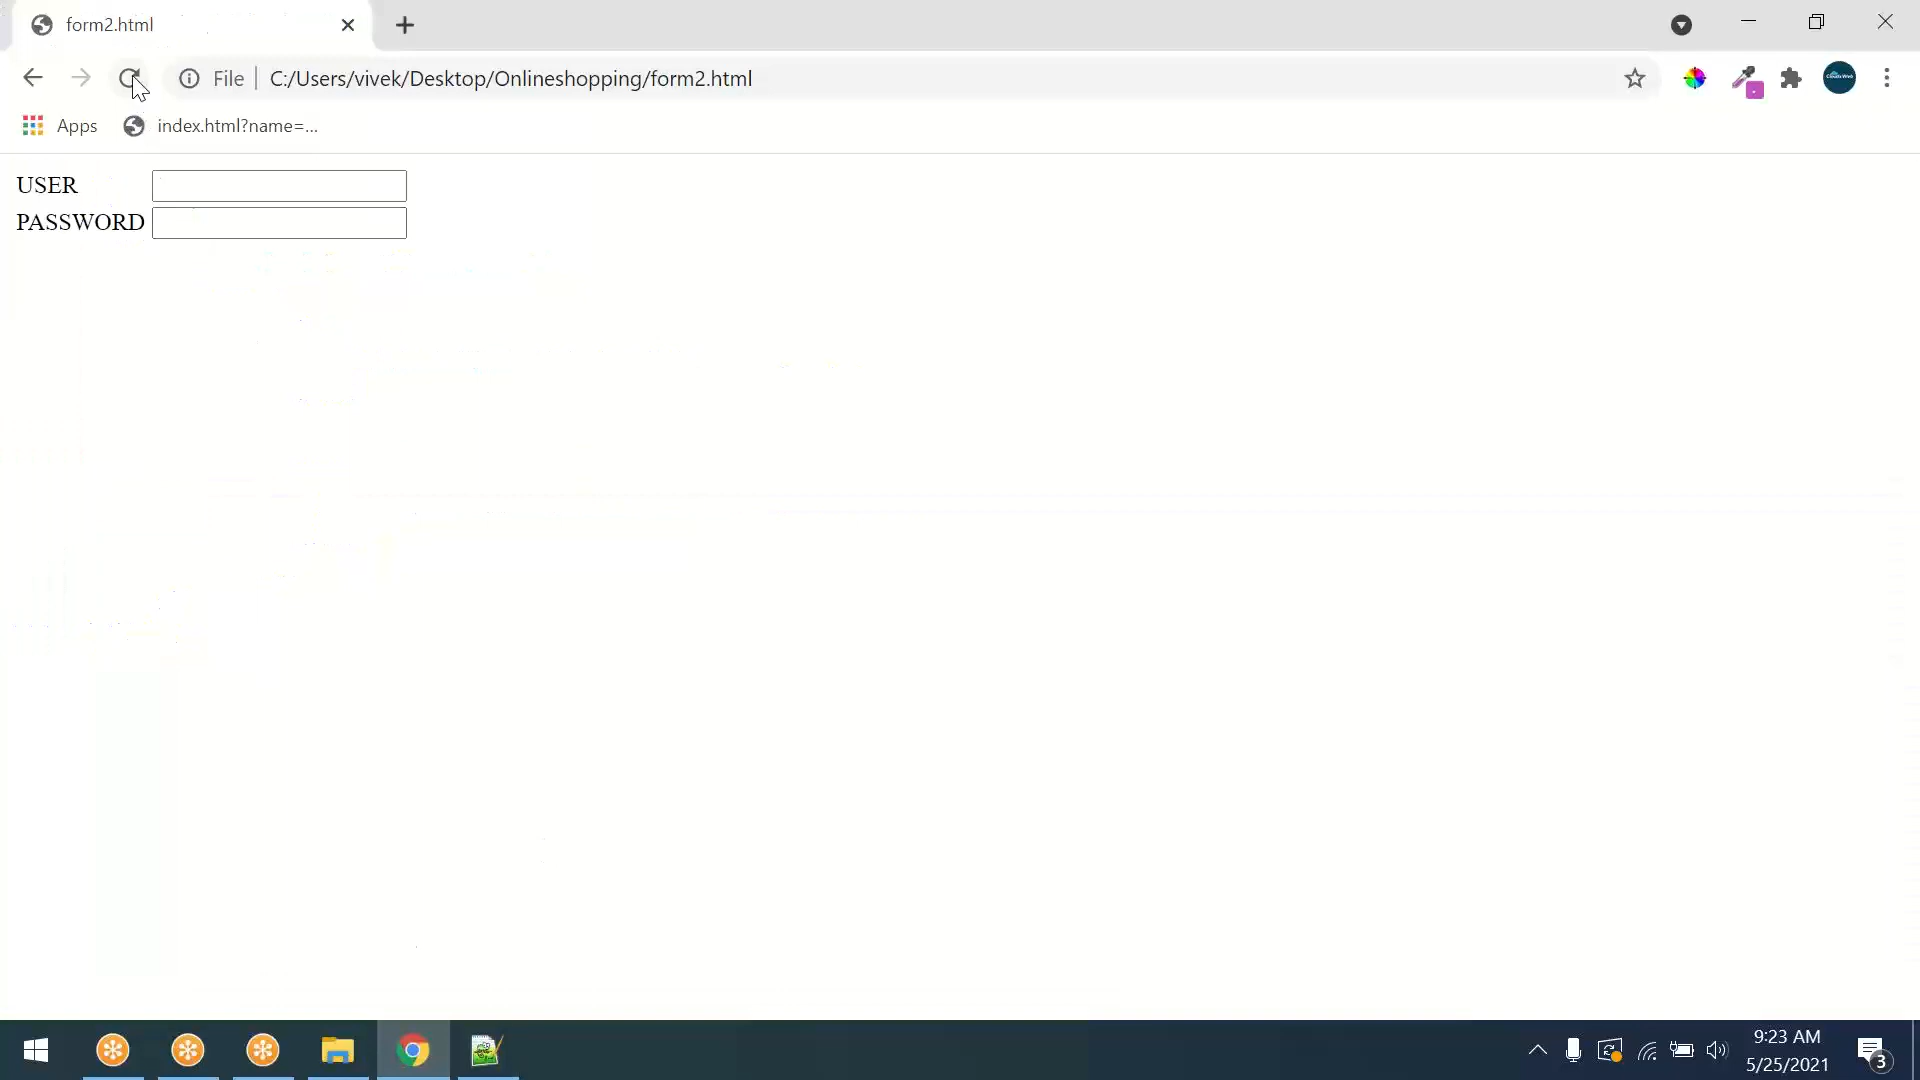 form2.html
File
C:/Users/vivek/Desktop/Onlineshopping/form2.html
Apps
index.html?name=...
USER
PASSWORD
9:23 AM
5/25/2021
3